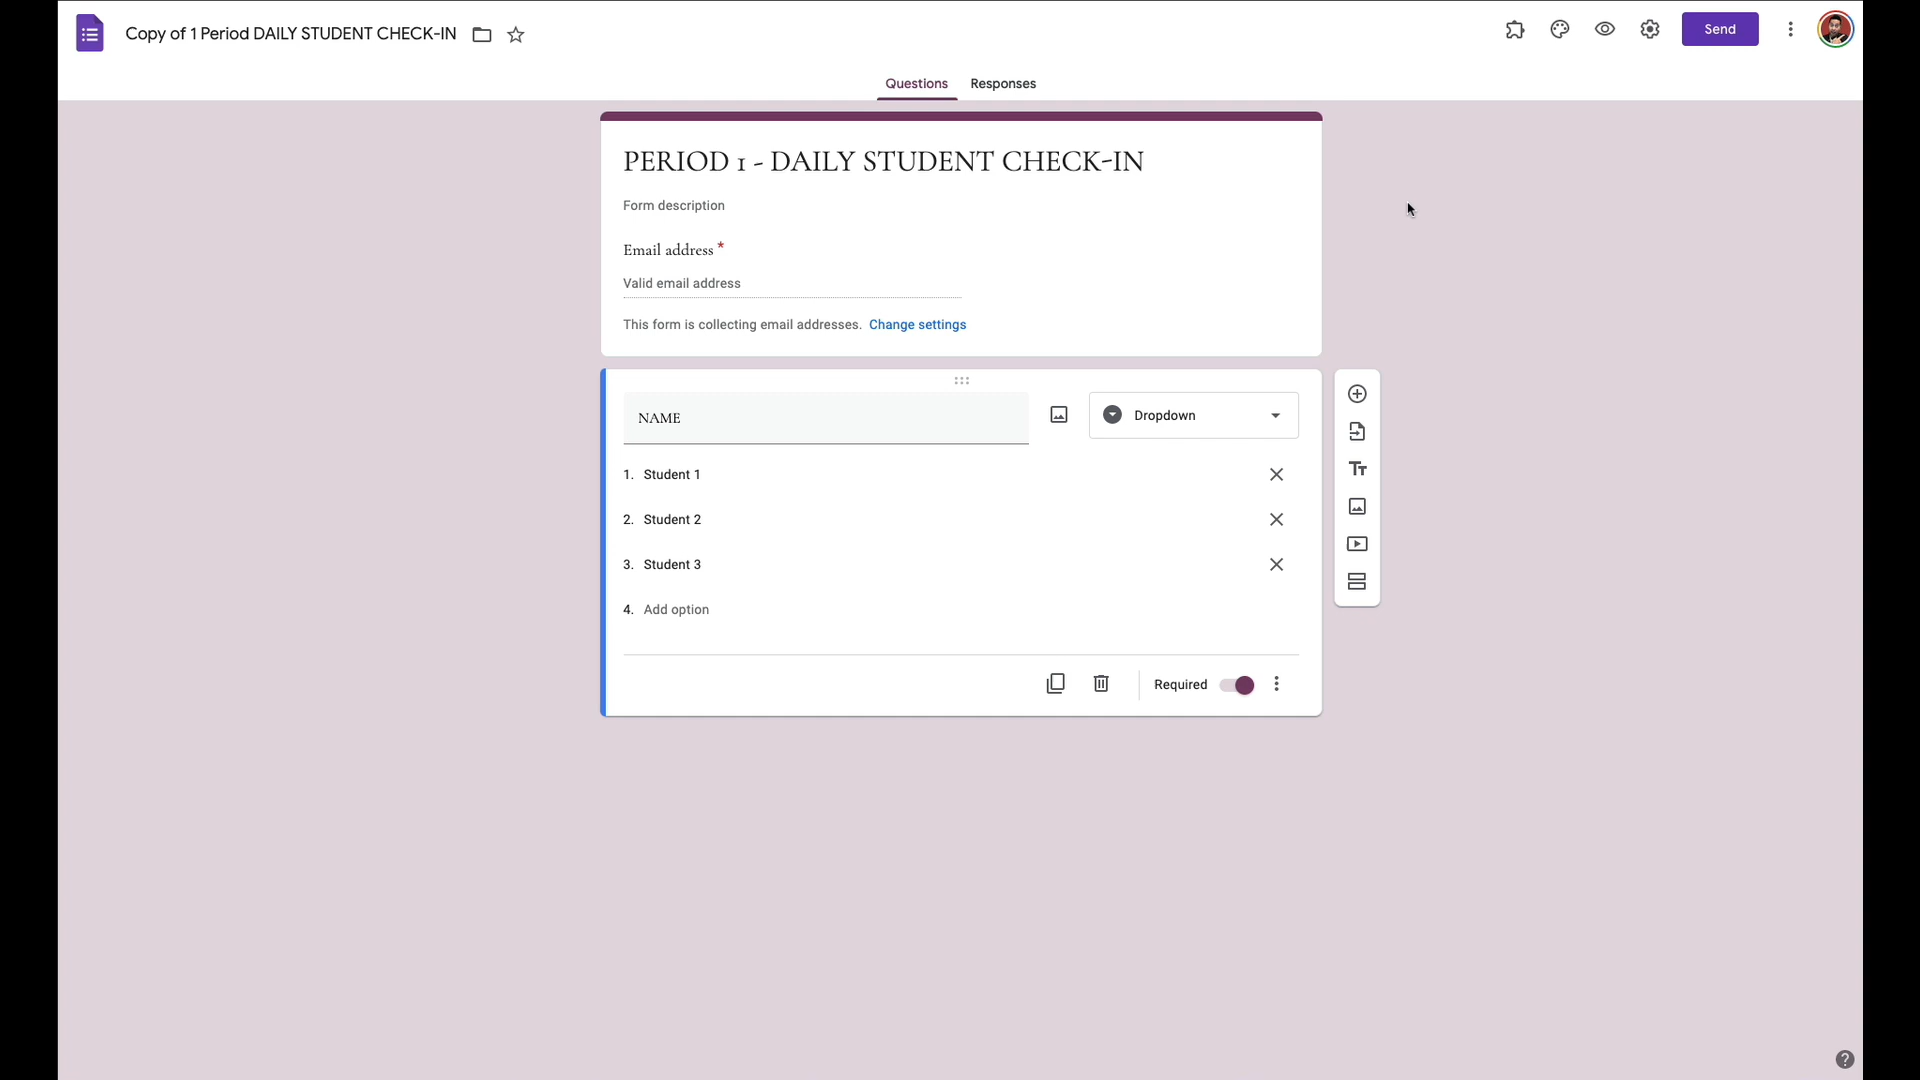 Copy of 1 Period DAILY STUDENT CHECK-IN
Send
Questions Responses
PERIOD 1 - DAILY STUDENT CHECK-IN
Form description
Email address *
Valid email address
This form is collecting email addresses. Change settings
NAME
Dropdown
1. Student 1
2. Student 2
3. Student 3
4. Add option
Required